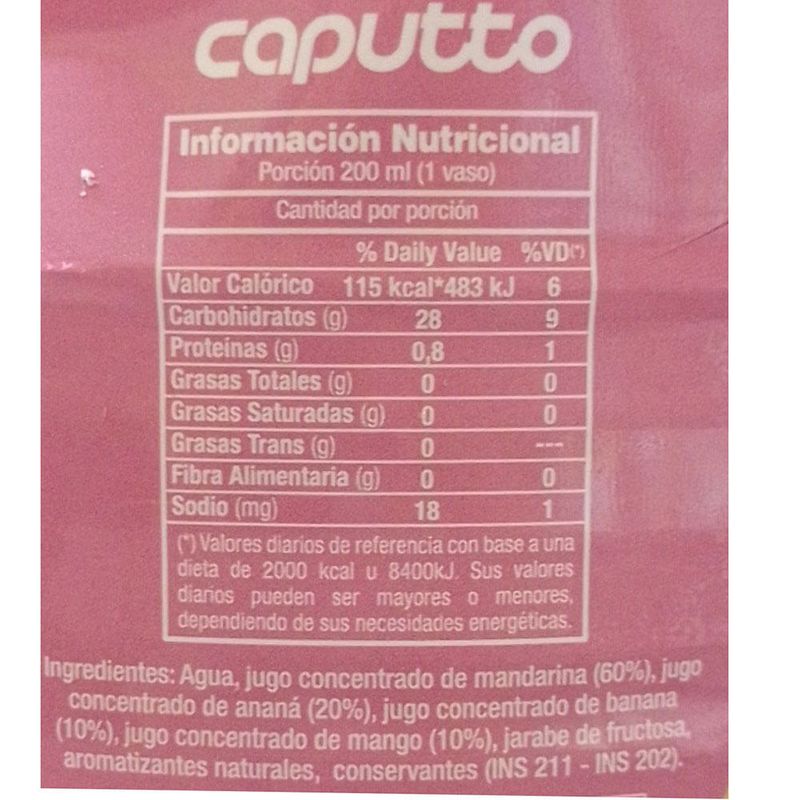 caputto
Información Nutricional
Porción 200 ml (1 vaso)
Cantidad por porción
% Daily Value %VD(*)
Valor Calórico 115 kcal*483 kJ 6
Carbohidratos (g) 28 9
Proteínas (g) 0,8 1
Grasas Totales (g) 0 0
Grasas Saturadas (g) 0 0
Grasas Trans (g) 0 ---
Fibra Alimentaria (g) 0 0
Sodio (mg) 18 1
(*) Valores diarios de referencia con base a una
dieta de 2000 kcal u 8400kJ. Sus valores
diarios pueden ser mayores o menores,
dependiendo de sus necesidades energéticas.
Ingredientes: Agua, jugo concentrado de mandarina (60%), jugo
concentrado de ananá (20%), jugo concentrado de banana
(10%), jugo concentrado de mango (10%), jarabe de fructosa,
aromatizantes naturales, conservantes (INS 211 - INS 202).